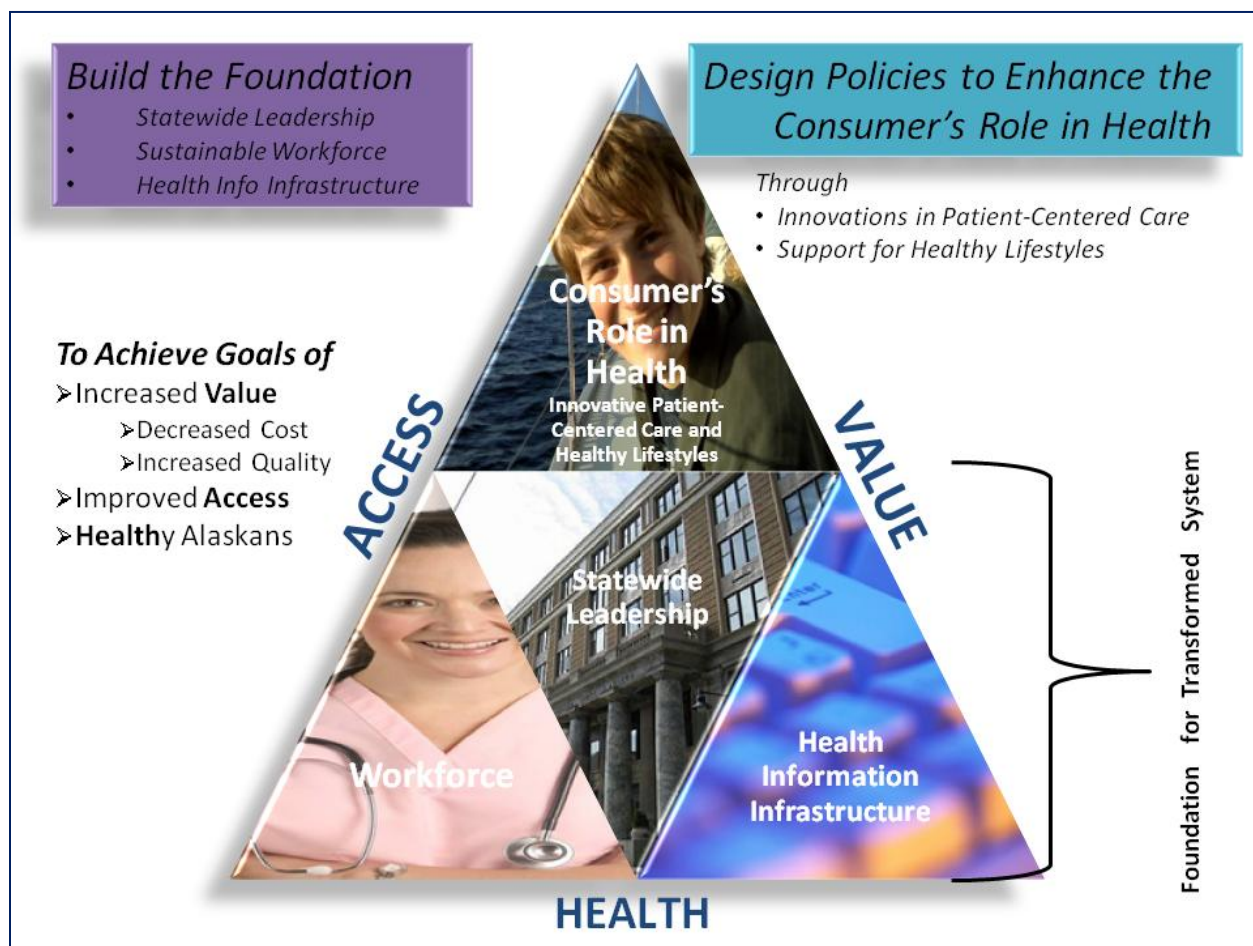 Build the Foundation
• Statewide Leadership
• Sustainable Workforce
• Health Info Infrastructure
Design Policies to Enhance the
Consumer's Role in Health
Through
• Innovations in Patient-Centered Care
• Support for Healthy Lifestyles
To Achieve Goals of
➢Increased Value
➢Decreased Cost
➢Increased Quality
➢Improved Access
➢Healthy Alaskans
ACCESS
VALUE
HEALTH
Consumer's
Role in
Health
Innovative Patient-
Centered Care and
Healthy Lifestyles
Statewide
Leadership
Workforce
Enter
Health
Information
Infrastructure
Foundation for Transformed System